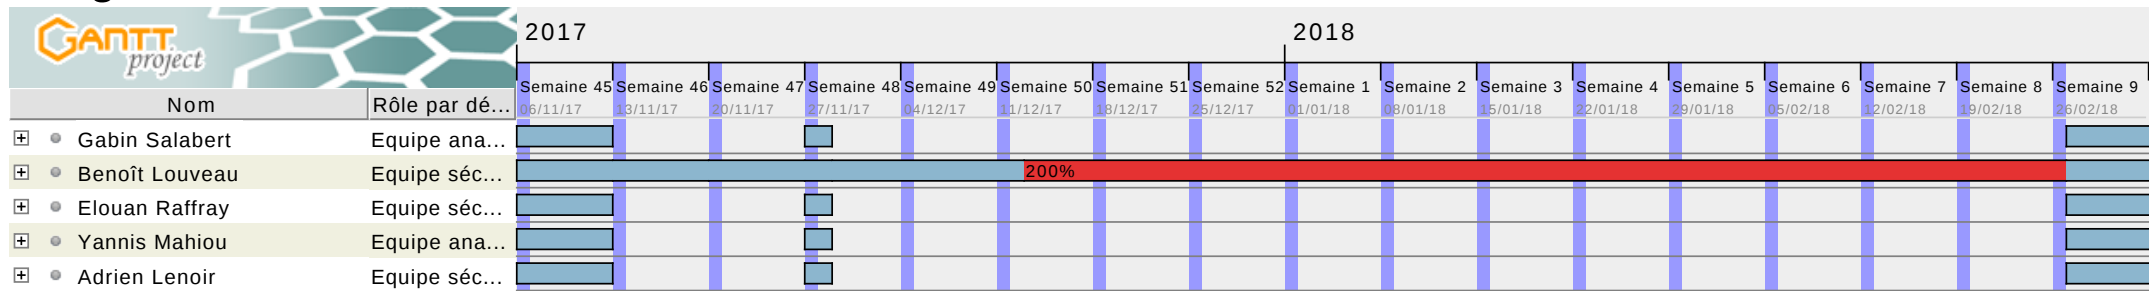 GANTT
project
2017 2018
Semaine 45 Semaine 46 Semaine 47 Semaine 48 Semaine 49 Semaine 50 Semaine 51 Semaine 52 Semaine 1 Semaine 2 Semaine 3 Semaine 4 Semaine 5 Semaine 6 Semaine 7 Semaine 8 Semaine 9
Nom Rôle par dé... 06/11/17 13/11/17 20/11/17 27/11/17 04/12/17 11/12/17 18/12/17 25/12/17 01/01/18 08/01/18 15/01/18 22/01/18 29/01/18 05/02/18 12/02/18 19/02/18 26/02/18
Gabin Salabert Equipe ana...
Benoît Louveau Equipe séc... 200%
Elouan Raffray Equipe séc...
Yannis Mahiou Equipe ana...
Adrien Lenoir Equipe séc...